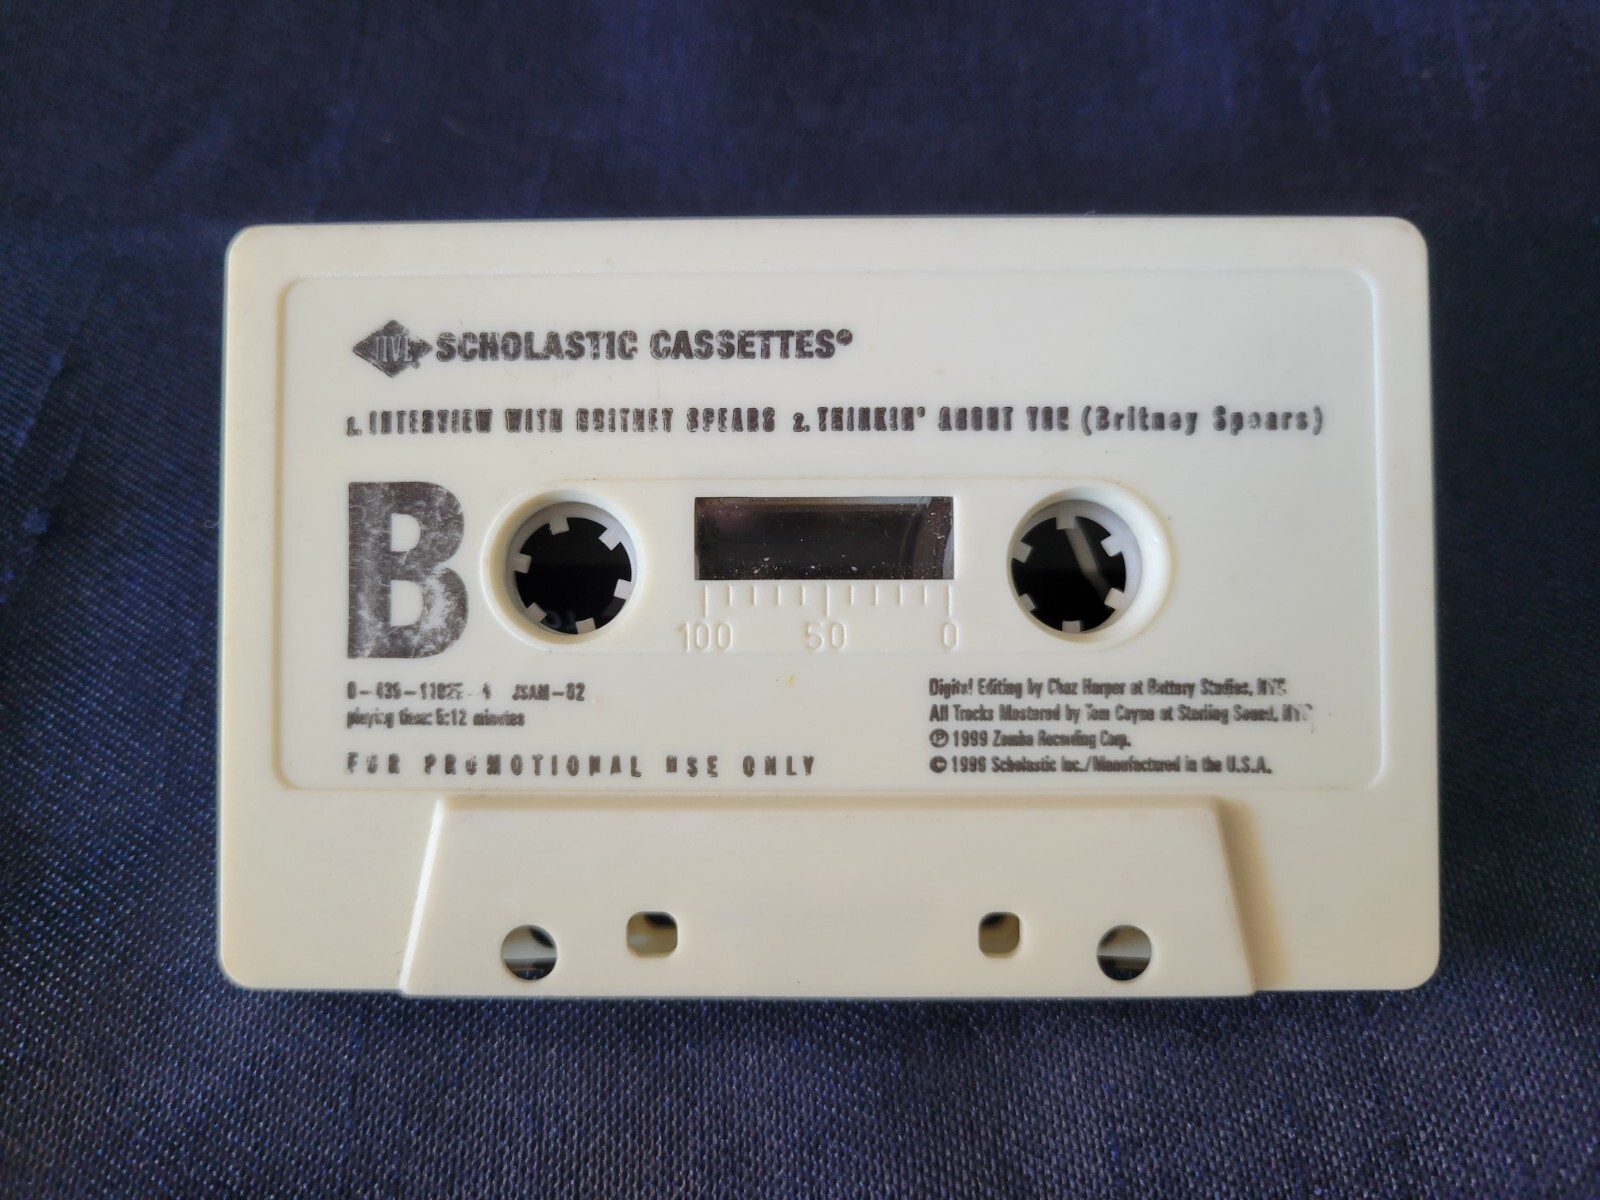 JIVE SCHOLASTIC CASSETTES®
1. INTERVIEW WITH BRITNEY SPEARS 2. THINKIN' ABOUT YOU (Britney Spears)
B
100 50 0
JSAM-62
playing time: 5:12 minutes
FOR PROMOTIONAL USE ONLY
Digital Editing by Chaz Harper at Battery Studios, NYC
All Tracks Mastered by Tom Coyne at Sterling Sound, NYC
Ⓟ 1999 Zomba Recording Corp.
© 1999 Scholastic Inc./Manufactured in the U.S.A.